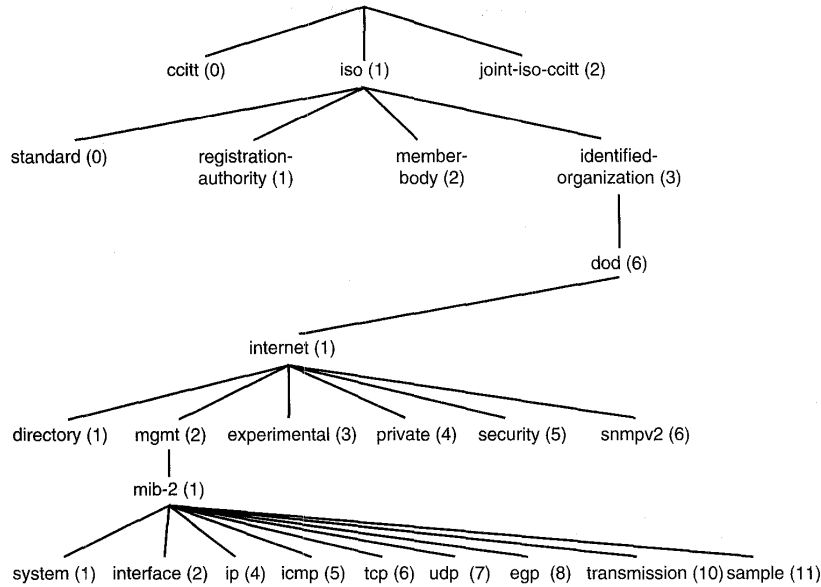 ccitt (0) iso (1) joint-iso-ccitt (2)
standard (0)
registration-
authority (1)
member-
body (2)
identified-
organization (3)
dod (6)
internet (1)
directory (1) mgmt (2) experimental (3) private (4) security (5) snmpv2 (6)
mib-2 (1)
system (1) interface (2) ip (4) icmp (5) tcp (6) udp (7) egp (8) transmission (10) sample (11)